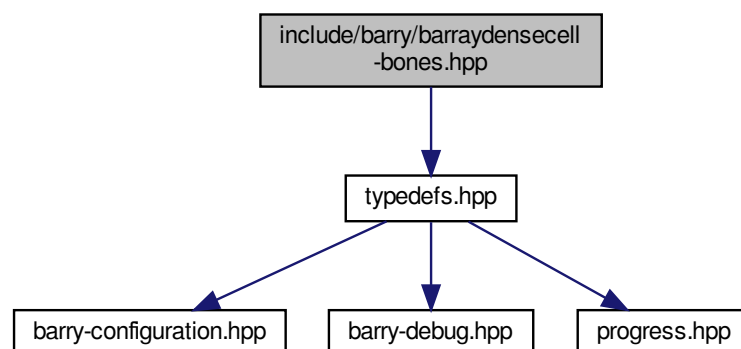 include/barry/barraydensecell
-bones.hpp
typedefs.hpp
barry-configuration.hpp
barry-debug.hpp
progress.hpp